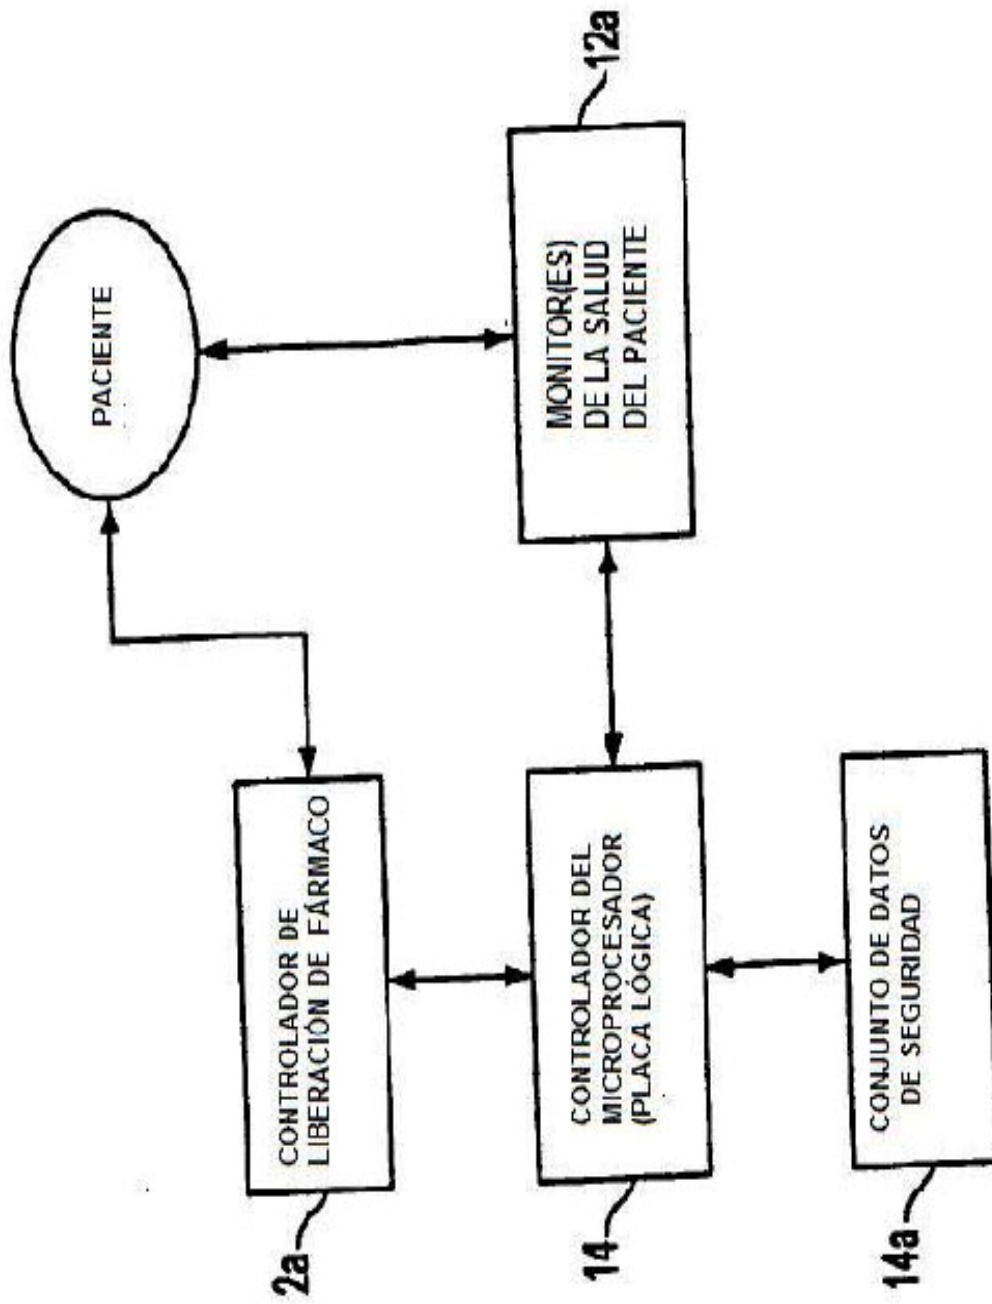 PACIENTE
CONTROLADOR DE
LIBERACIÓN DE FÁRMACO
2a
CONTROLADOR DEL
MICROPROCESADOR
(PLACA LÓGICA)
14
MONITOR(ES)
DE LA SALUD
DEL PACIENTE
12a
CONJUNTO DE DATOS
DE SEGURIDAD
14a